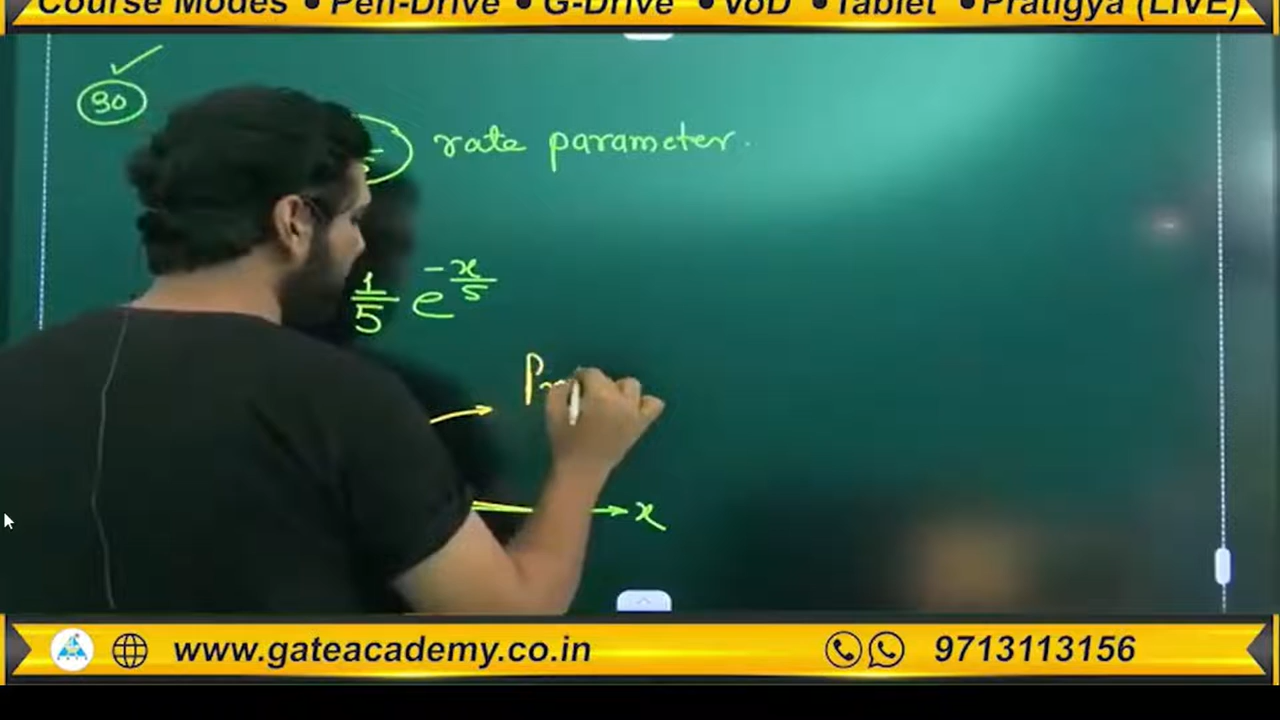 Course Modes • Pen-Drive • G-Drive • VoD • Tablet • Pratigya (LIVE)
90
rate parameter.
1/5 e^{-x/5}
x
www.gateacademy.co.in
9713113156